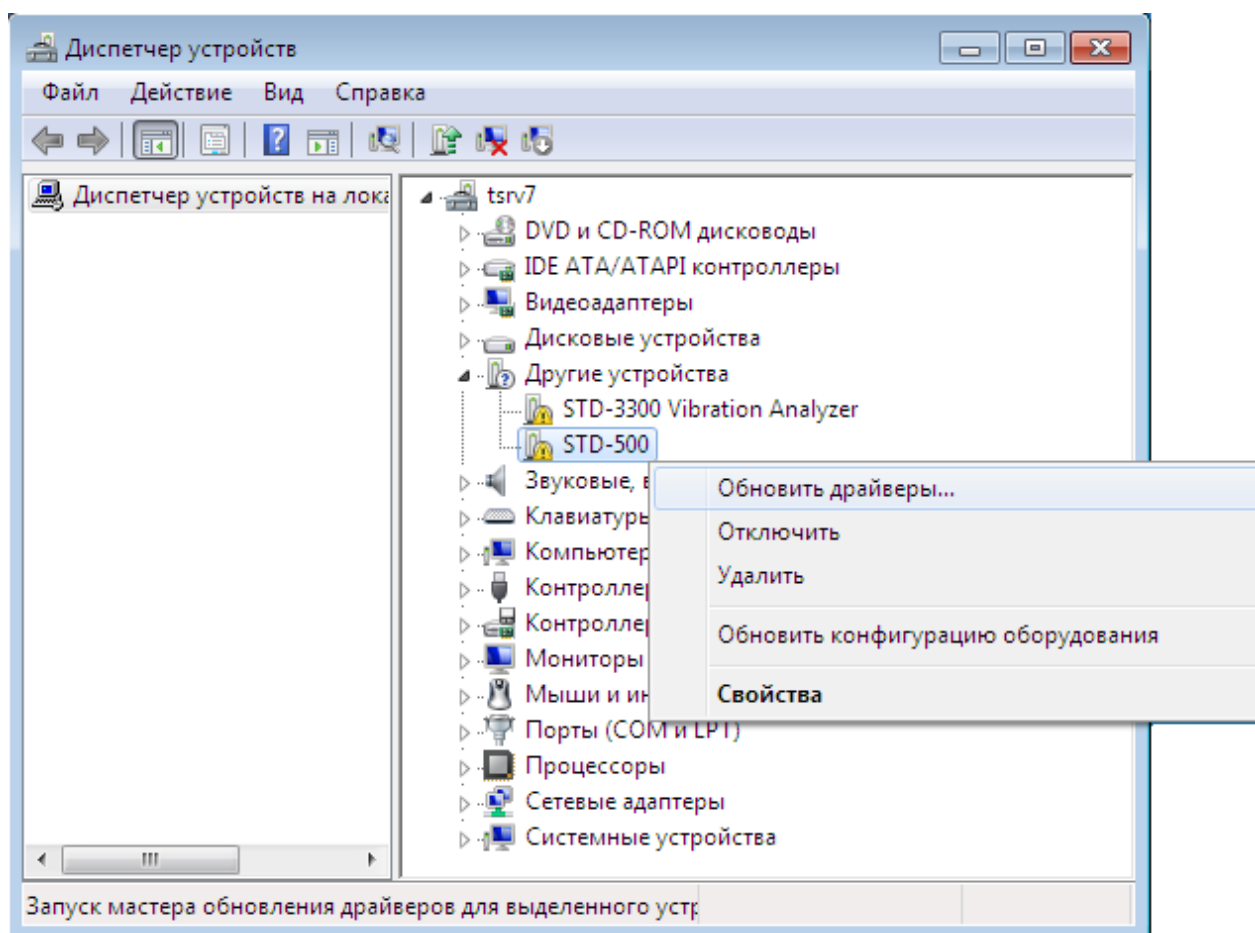 Диспетчер устройств
Файл Действие Вид Справка
Диспетчер устройств на лока
tsrv7
DVD и CD-ROM дисководы
IDE ATA/ATAPI контроллеры
Видеоадаптеры
Дисковые устройства
Другие устройства
STD-3300 Vibration Analyzer
STD-500
Звуковые,
Клавиатуры
Компьютер
Контроллер
Контроллер
Мониторы
Мыши и ин
Порты (COM и LPT)
Процессоры
Сетевые адаптеры
Системные устройства
Обновить драйверы...
Отключить
Удалить
Обновить конфигурацию оборудования
Свойства
Запуск мастера обновления драйверов для выделенного устр